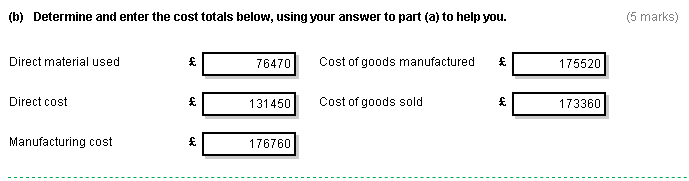 (b) Determine and enter the cost totals below, using your answer to part (a) to help you. (5 marks)
Direct material used £ 76470 Cost of goods manufactured £ 175520
Direct cost £ 131450 Cost of goods sold £ 173360
Manufacturing cost £ 176760